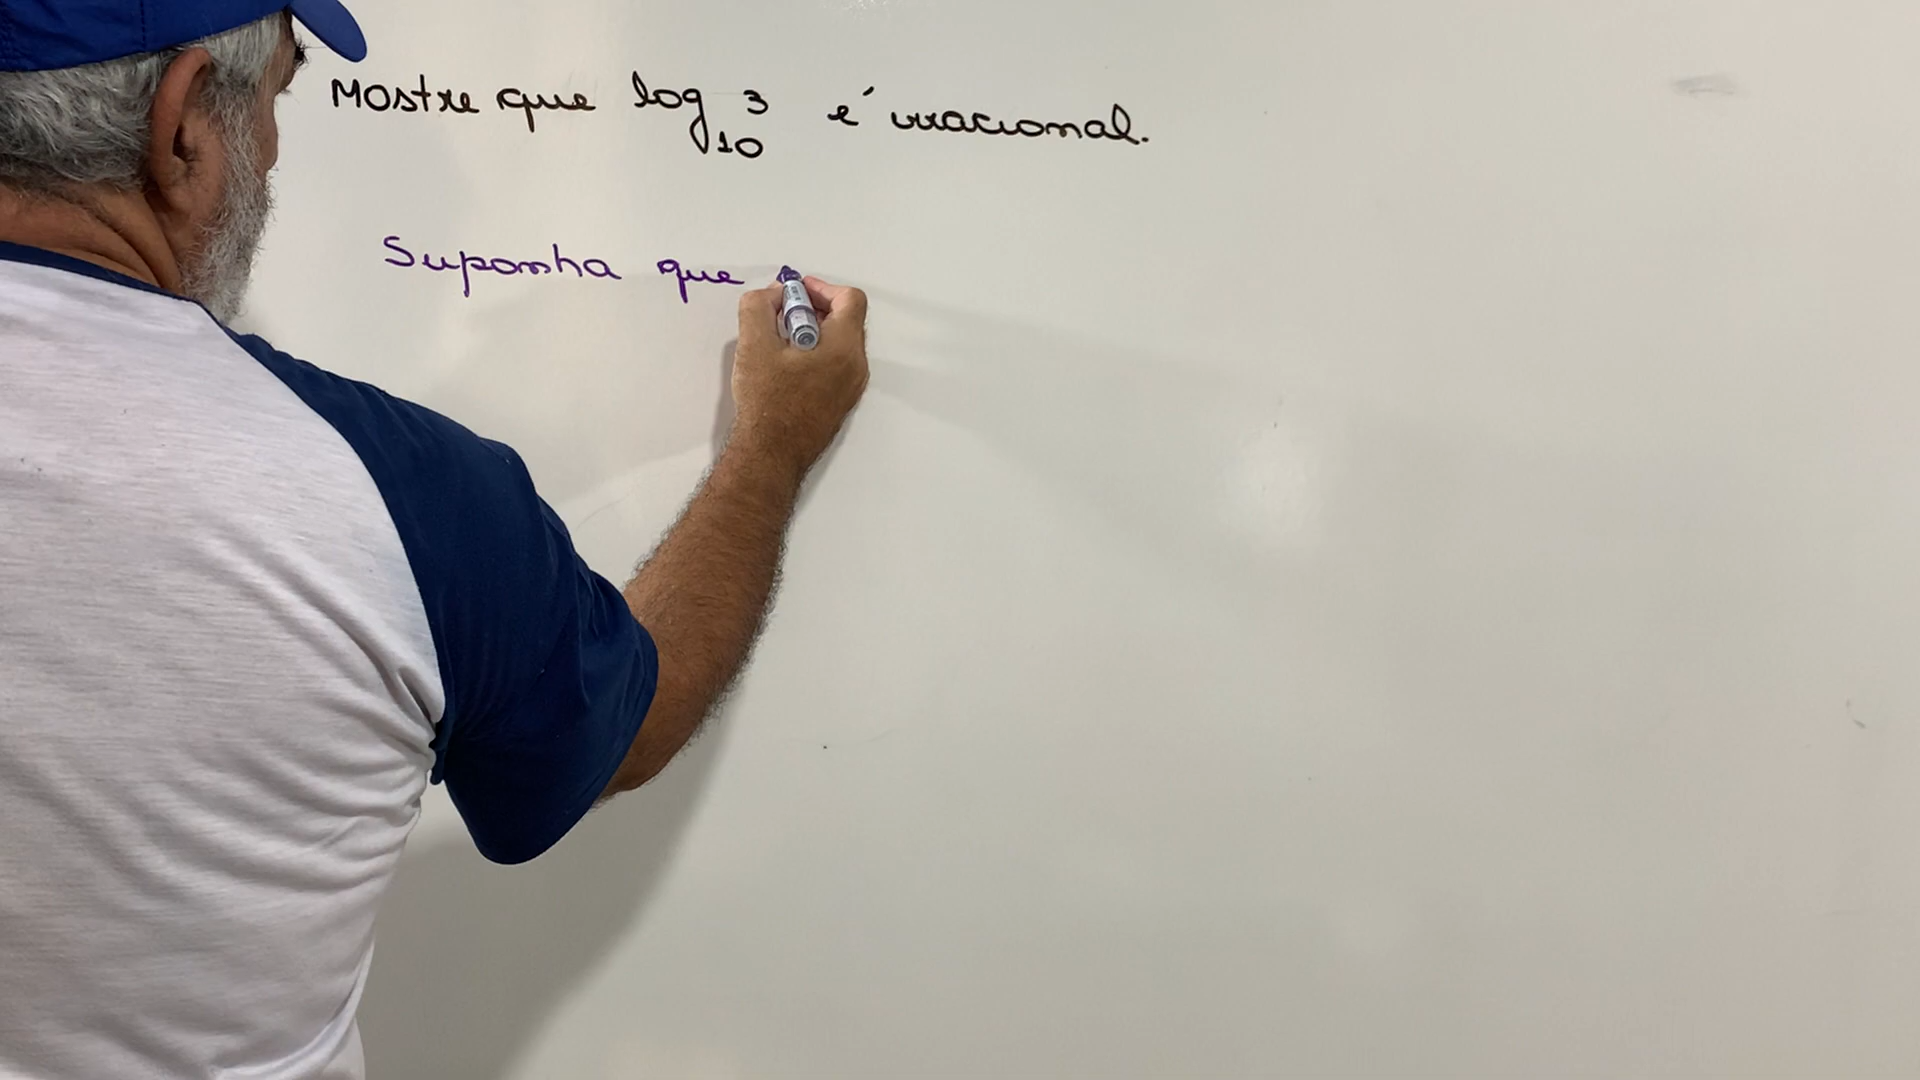 Mostre que log₁₀ 3 é irracional.
Suponha que